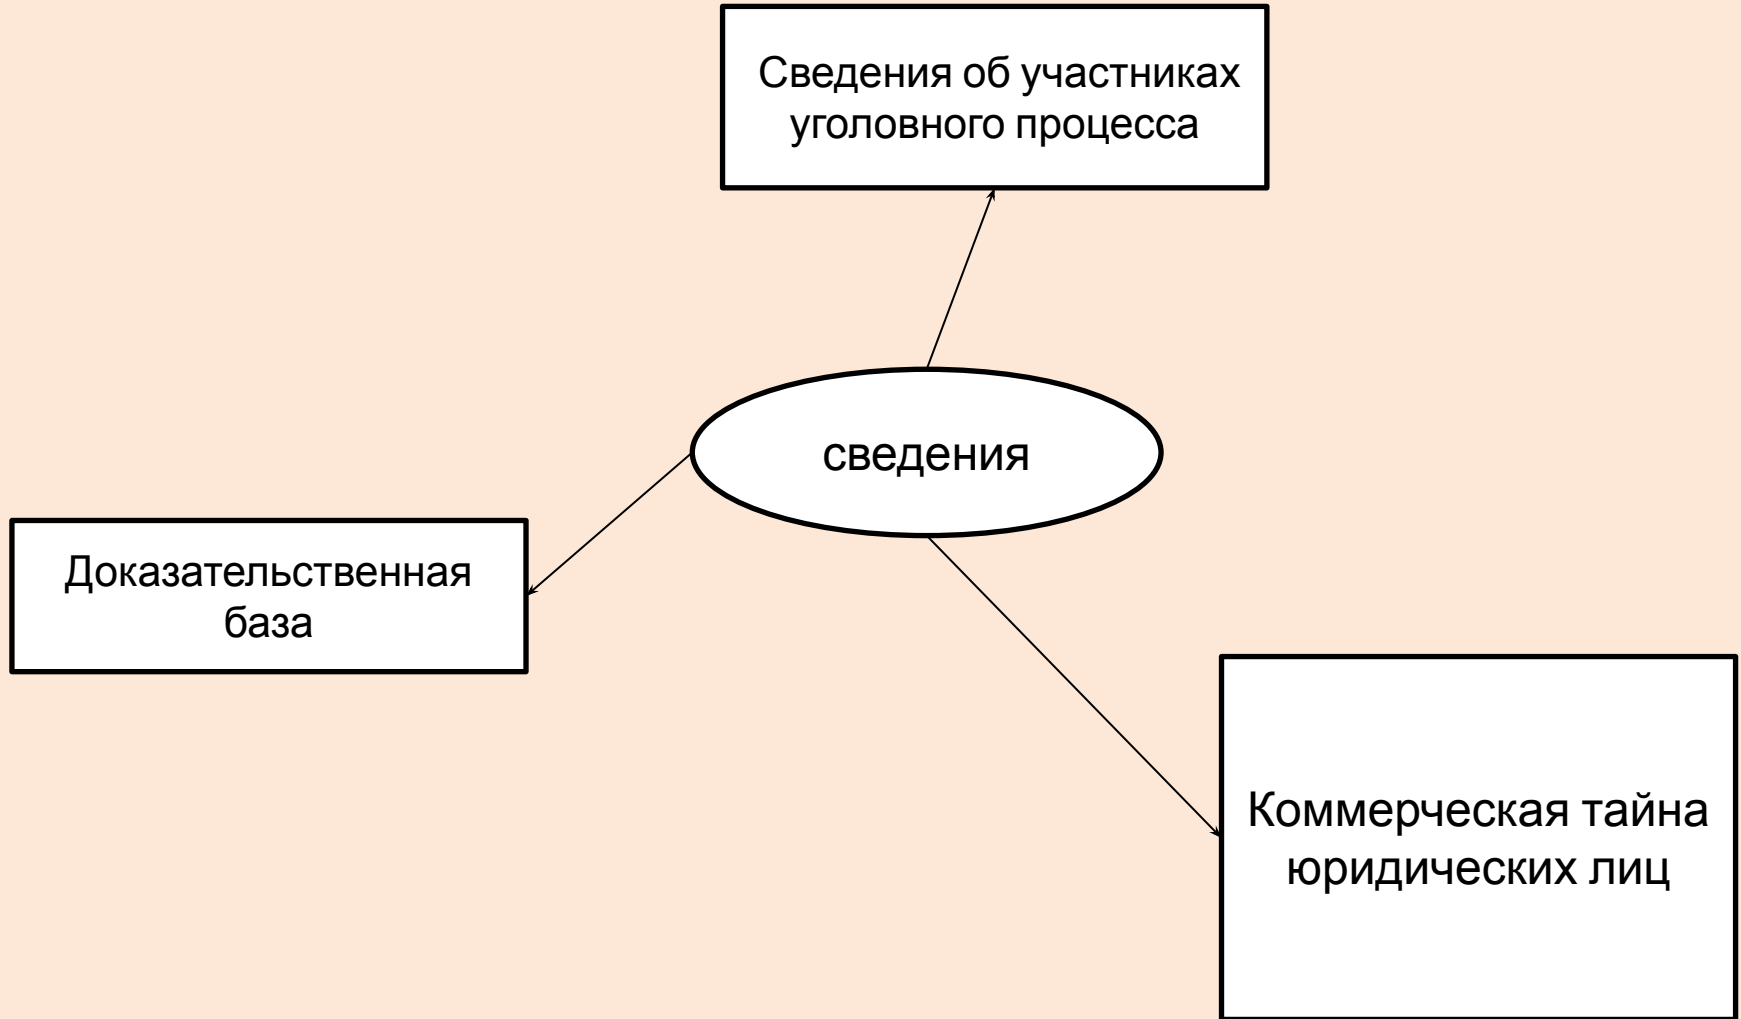 Сведения об участниках
уголовного процесса
сведения
Доказательственная
база
Коммерческая тайна
юридических лиц